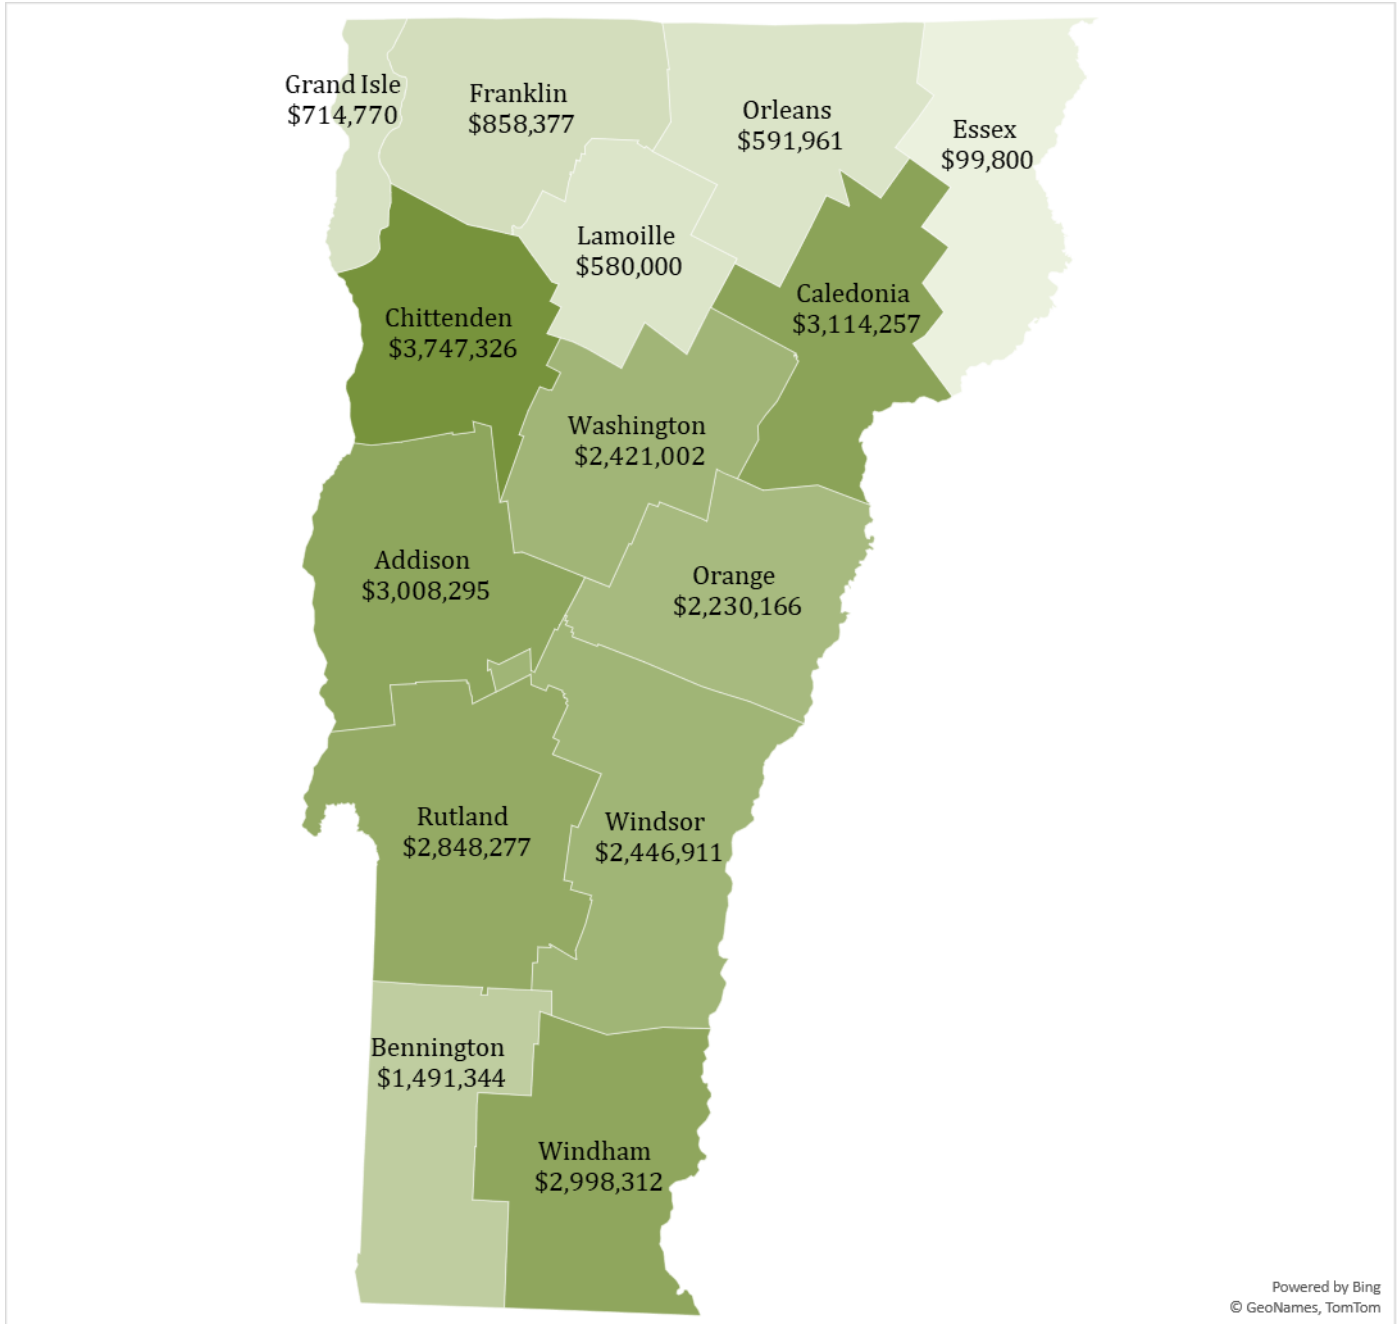 Grand Isle
$714,770
Franklin
$858,377
Orleans
$591,961
Essex
$99,800
Lamoille
$580,000
Caledonia
$3,114,257
Chittenden
$3,747,326
Washington
$2,421,002
Addison
$3,008,295
Orange
$2,230,166
Rutland
$2,848,277
Windsor
$2,446,911
Bennington
$1,491,344
Windham
$2,998,312
Powered by Bing
© GeoNames, TomTom